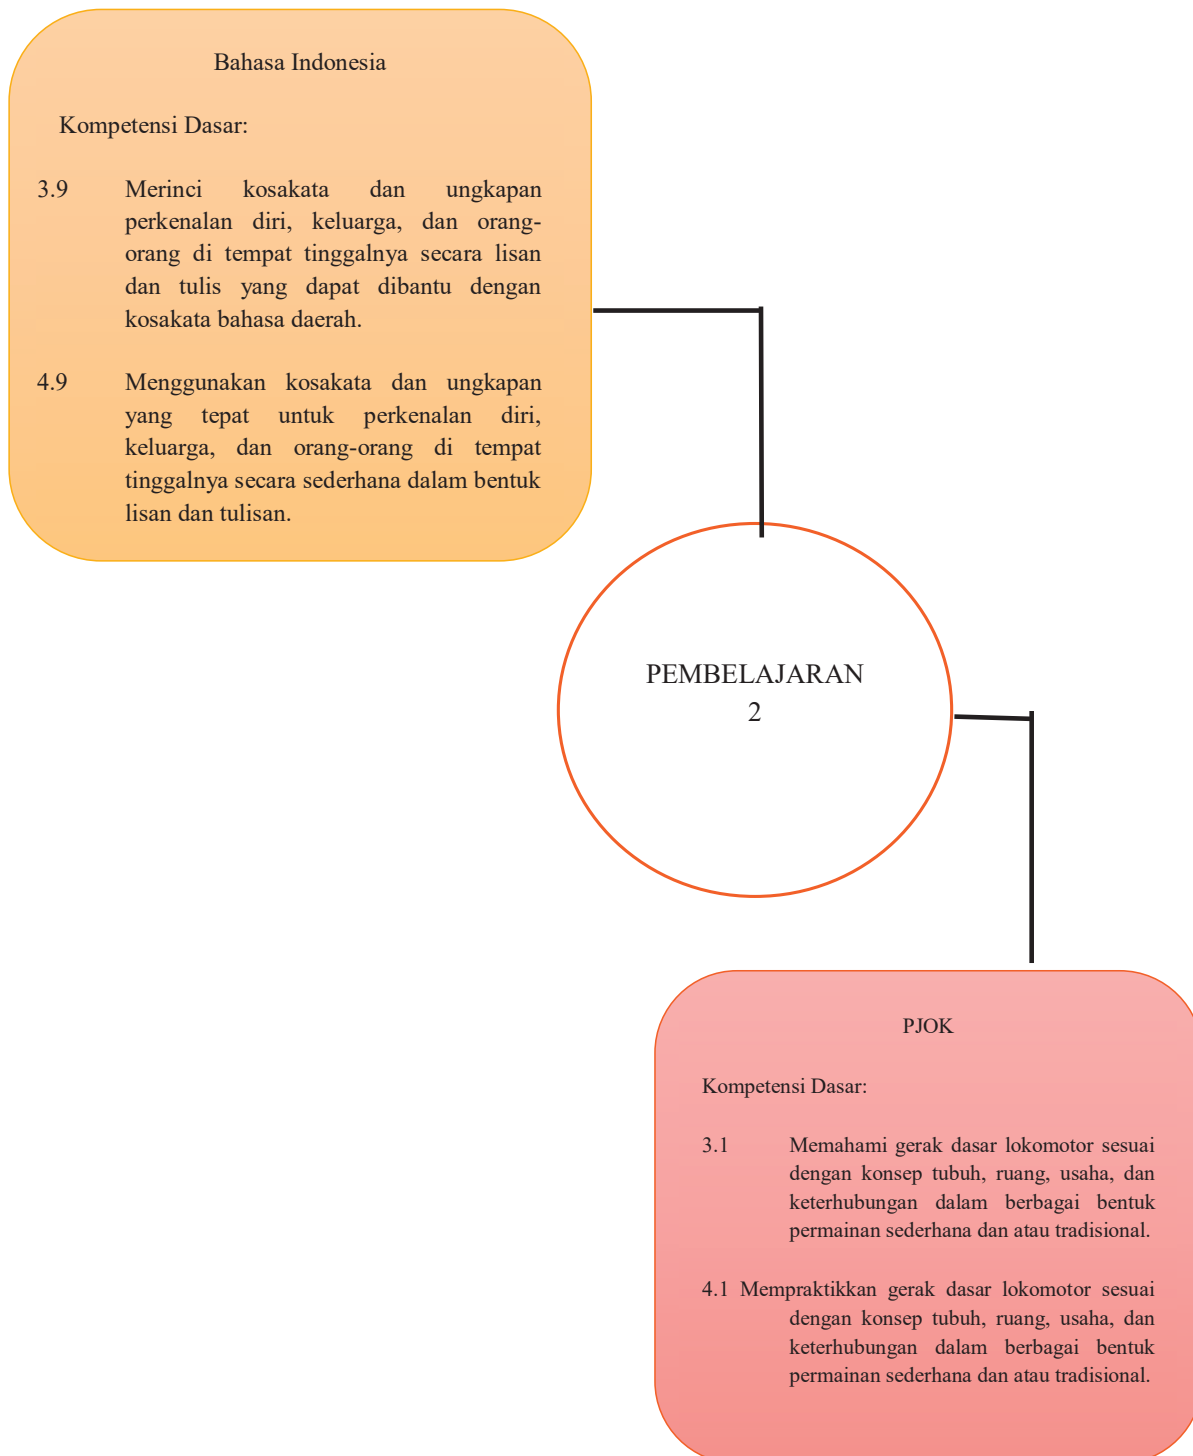 Bahasa Indonesia
Kompetensi Dasar:
3.9 Merinci kosakata dan ungkapan
perkenalan diri, keluarga, dan orang-
orang di tempat tinggalnya secara lisan
dan tulis yang dapat dibantu dengan
kosakata bahasa daerah.
4.9 Menggunakan kosakata dan ungkapan
yang tepat untuk perkenalan diri,
keluarga, dan orang-orang di tempat
tinggalnya secara sederhana dalam bentuk
lisan dan tulisan.
PEMBELAJARAN
2
PJOK
Kompetensi Dasar:
3.1 Memahami gerak dasar lokomotor sesuai
dengan konsep tubuh, ruang, usaha, dan
keterhubungan dalam berbagai bentuk
permainan sederhana dan atau tradisional.
4.1 Mempraktikkan gerak dasar lokomotor sesuai
dengan konsep tubuh, ruang, usaha, dan
keterhubungan dalam berbagai bentuk
permainan sederhana dan atau tradisional.